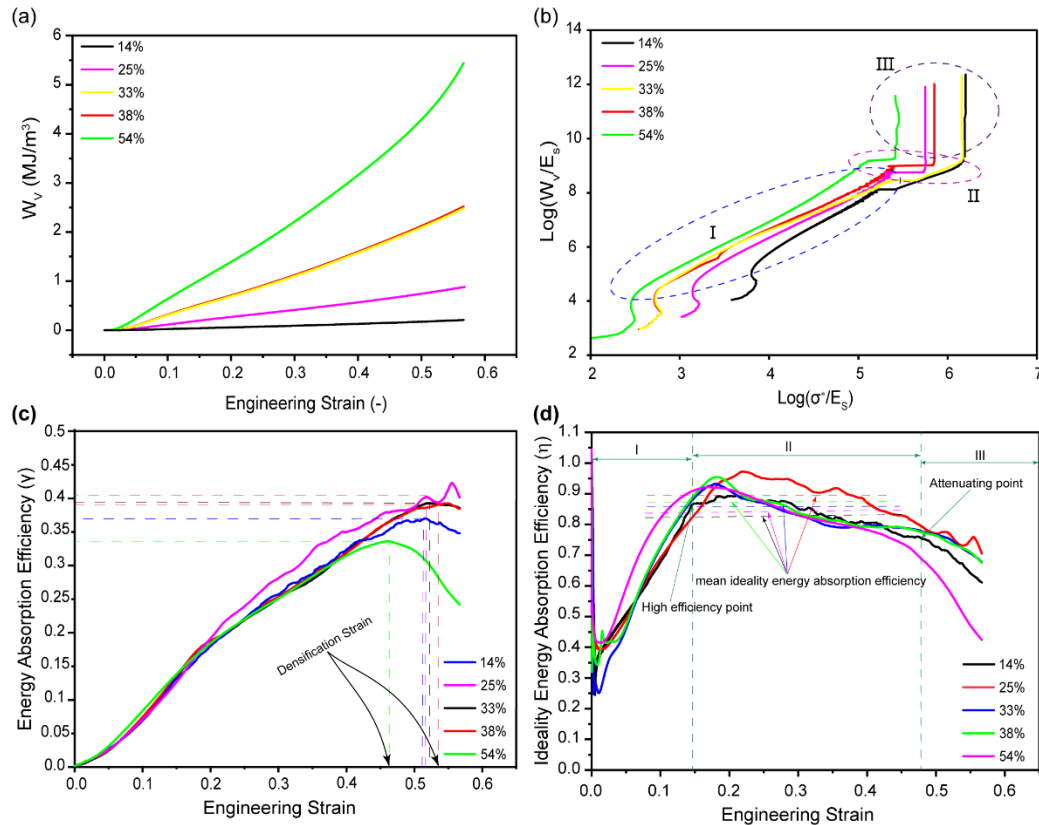 (a)
6
5
4
3
2
1
0
14%
25%
33%
38%
54%
W_V (MJ/m³)
0.0 0.1 0.2 0.3 0.4 0.5 0.6
Engineering Strain (-)
(b)
14
12
10
8
6
4
2
14%
25%
33%
38%
54%
III
II
I
Log(W_V/E_S)
2 3 4 5 6 7
Log(σ*/E_S)
(c)
0.5
0.45
0.4
0.35
0.3
0.25
0.2
0.15
0.1
0.05
0.00
Energy Absorption Efficiency (γ)
Densification Strain
14%
25%
33%
38%
54%
0 0.1 0.2 0.3 0.4 0.5 0.6
Engineering Strain
(d)
1.1
1.0
0.9
0.8
0.7
0.6
0.5
0.4
0.3
0.2
0.1
0.0
Ideality Energy Absorption Efficiency (η)
I
II
III
Attenuating point
mean ideality energy absorption efficiency
High efficiency point
14%
25%
33%
38%
54%
0.0 0.1 0.2 0.3 0.4 0.5 0.6
Engineering Strain